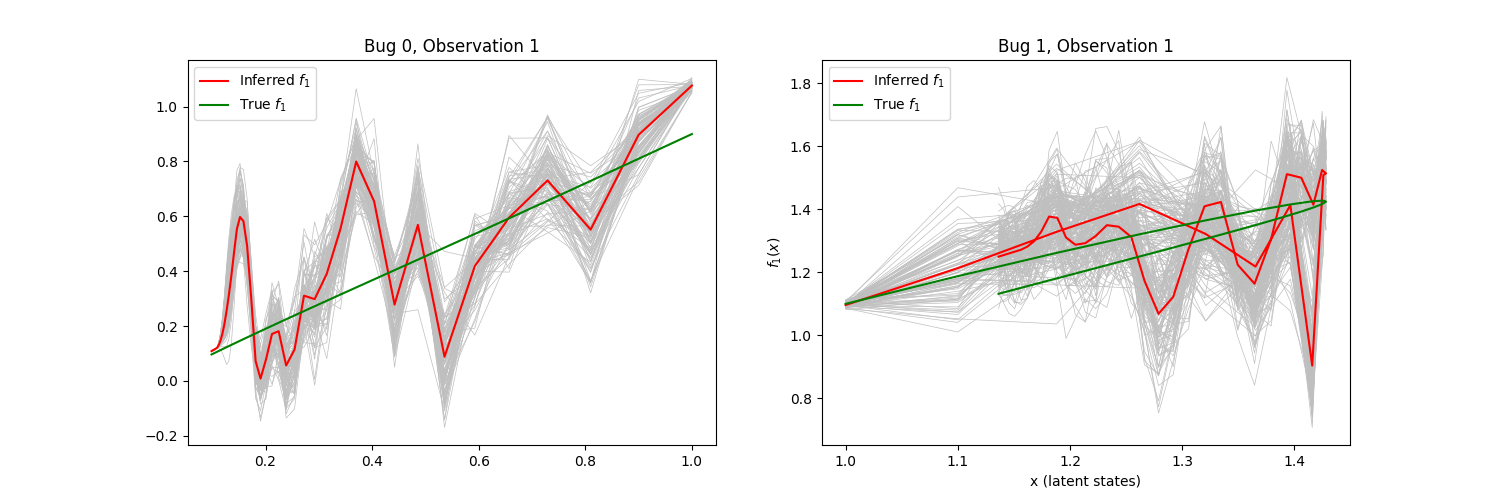 Bug 0, Observation 1
Inferred f₁
True f₁
1.0
0.8
0.6
0.4
0.2
0.0
−0.2
0.2 0.4 0.6 0.8 1.0
Bug 1, Observation 1
Inferred f₁
True f₁
f₁(x)
1.8
1.6
1.4
1.2
1.0
0.8
1.0 1.1 1.2 1.3 1.4
x (latent states)